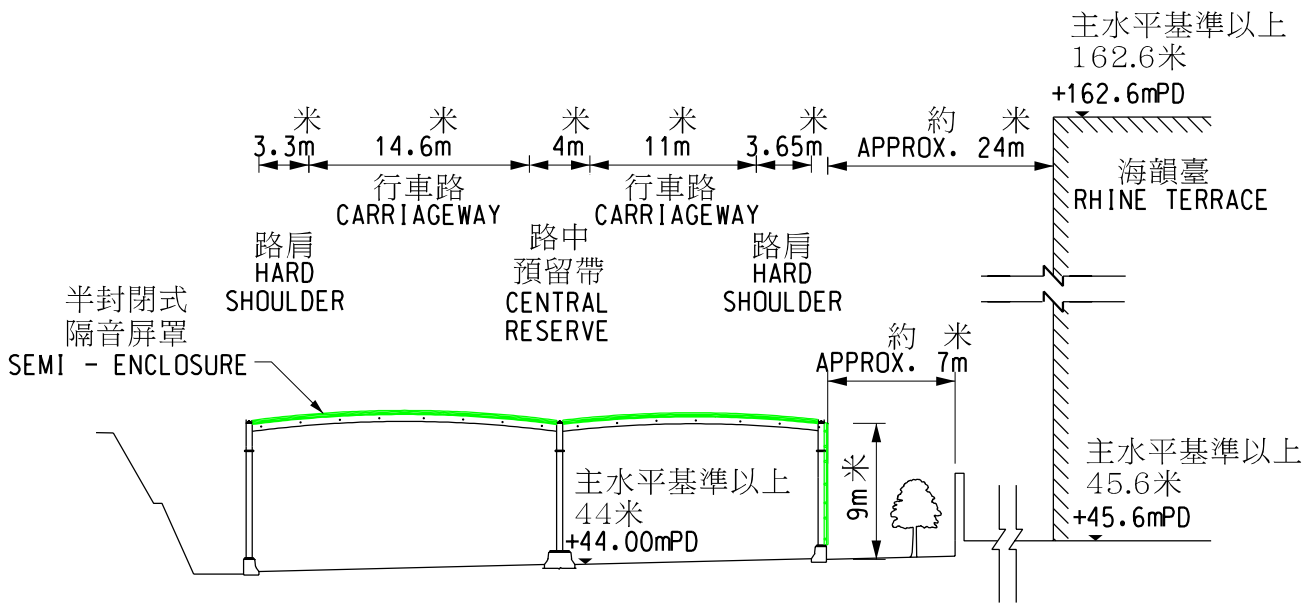 主水平基準以上
162.6米
+162.6mPD
米 米 米 米 米 約 米
3.3m 14.6m 4m 11m 3.65m APPROX. 24m
行車路
CARRIAGEWAY
行車路
CARRIAGEWAY
海韻臺
RHINE TERRACE
路肩
HARD
SHOULDER
路中
預留帶
CENTRAL
RESERVE
路肩
HARD
SHOULDER
半封閉式
隔音屏罩
SEMI - ENCLOSURE
約 米
APPROX. 7m
主水平基準以上
44米
+44.00mPD
9m米
主水平基準以上
45.6米
+45.6mPD